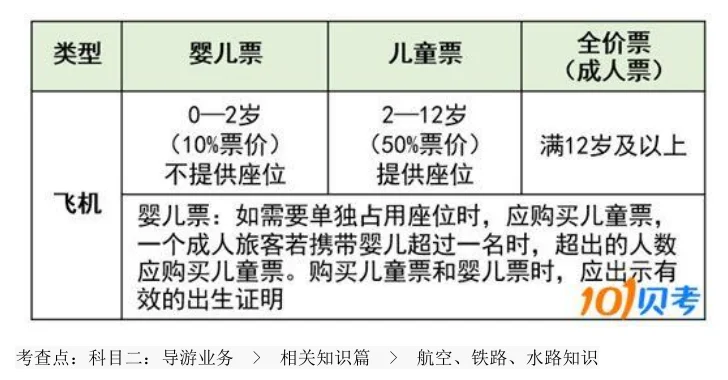 类型
婴儿票
儿童票
全价票
（成人票）
飞机
0—2岁
（10%票价）
不提供座位
2—12岁
（50%票价）
提供座位
满12岁及以上
婴儿票：如需要单独占用座位时，应购买儿童票，
一个成人旅客若携带婴儿超过一名时，超出的人数
应购买儿童票。购买儿童票和婴儿票时，应出示有
效的出生证明
101贝考
考查点：科目二：导游业务 > 相关知识篇 > 航空、铁路、水路知识